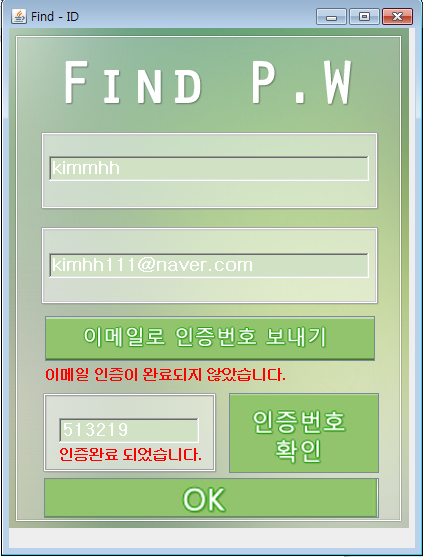 Find - ID
FIND P.W
kimmhh
kimhh111@naver.com
이메일로 인증번호 보내기
이메일 인증이 완료되지 않았습니다.
513219
인증완료 되었습니다.
인증번호
확인
OK